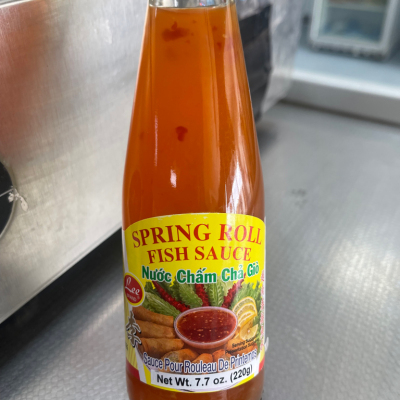 SPRING ROLL
FISH SAUCE
Nước Chấm Chả Giò
Lee
Sauce Pour Rouleau De Printemps
Net Wt. 7.7 oz. (220g)